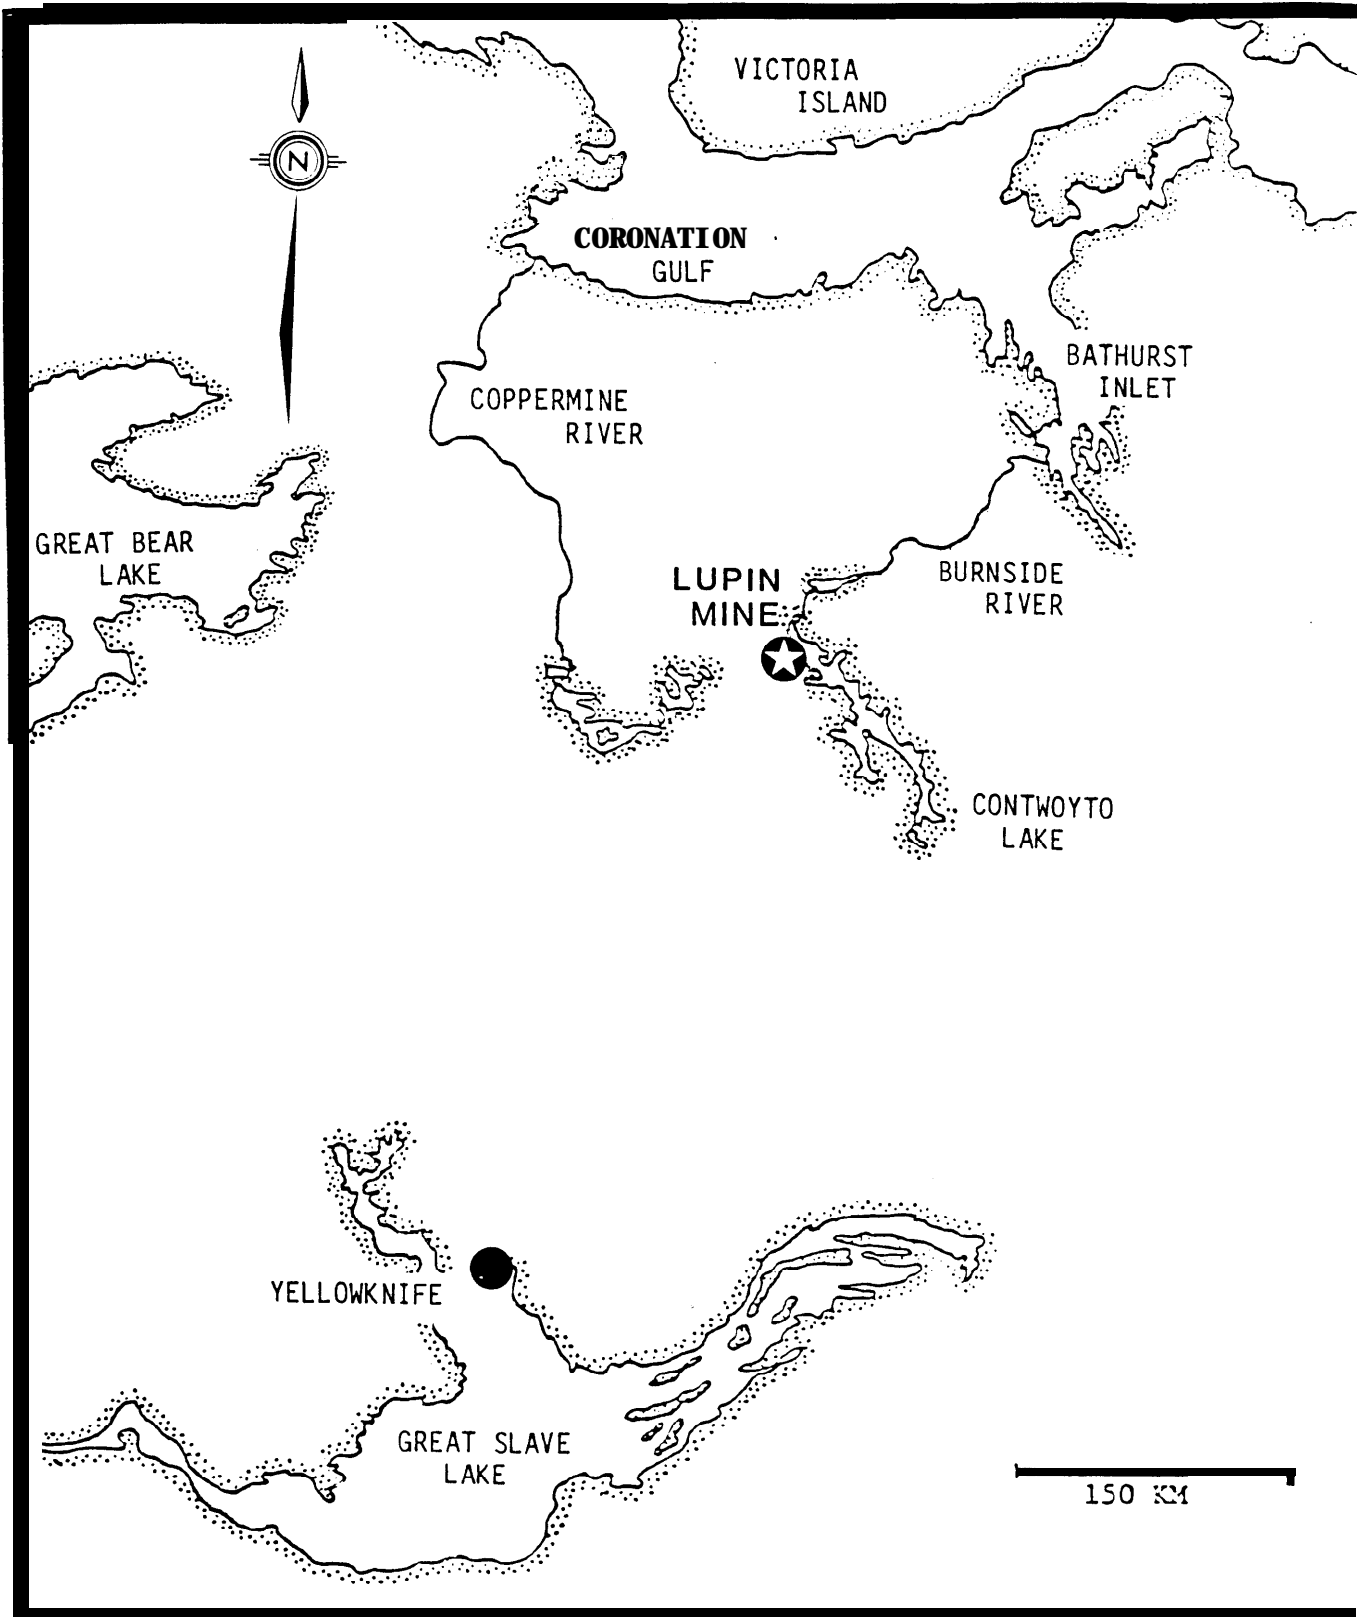 VICTORIA
ISLAND
N
CORONATION
GULF
BATHURST
INLET
COPPERMINE
RIVER
GREAT BEAR
LAKE
LUPIN
MINE
BURNSIDE
RIVER
CONTWOYTO
LAKE
YELLOWKNIFE
GREAT SLAVE
LAKE
150 KM